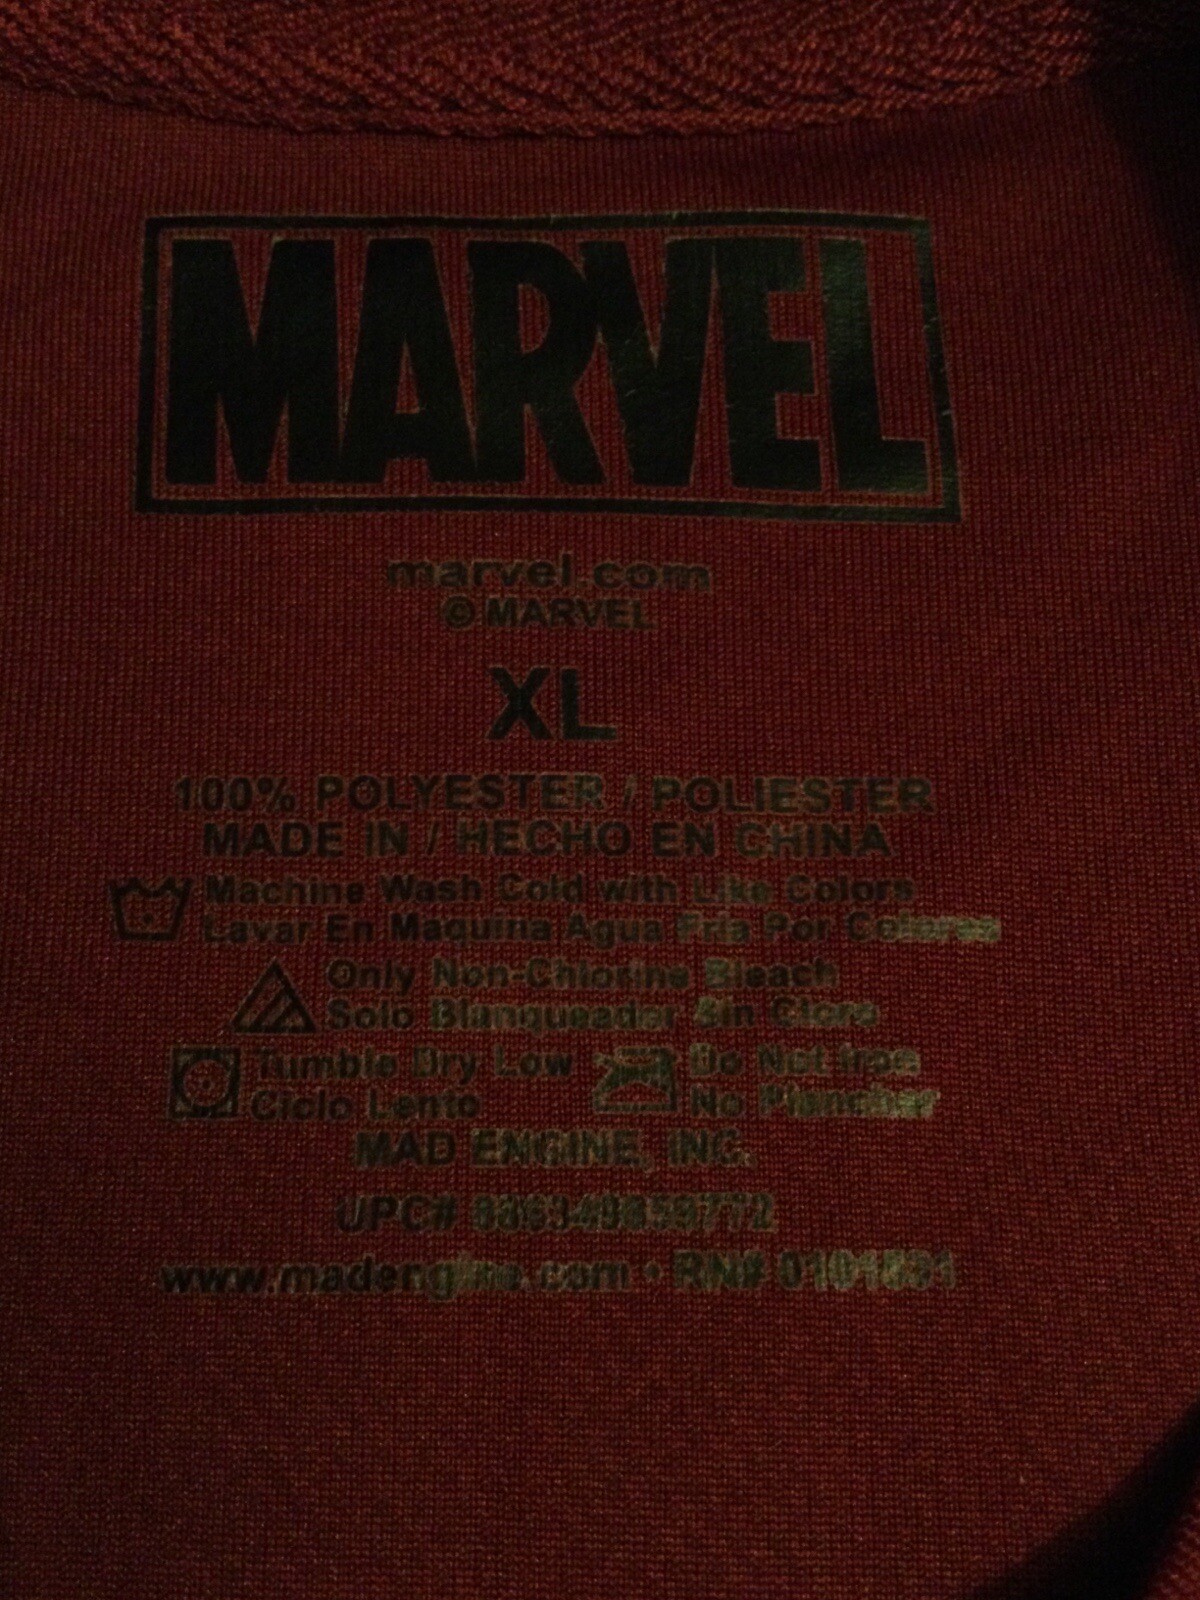 MARVEL
marvel.com
© MARVEL
XL
100% POLYESTER / POLIESTER
MADE IN / HECHO EN CHINA
Machine Wash Cold with Like Colors
Lavar En Maquina Agua Fria Por Colores
Only Non-Chlorine Bleach
Solo Blanqueador Sin Cloro
Tumble Dry Low
Ciclo Lento
Do Not Iron
No Planchar
MAD ENGINE, INC.
UPC#
www.madengine.com • RN#